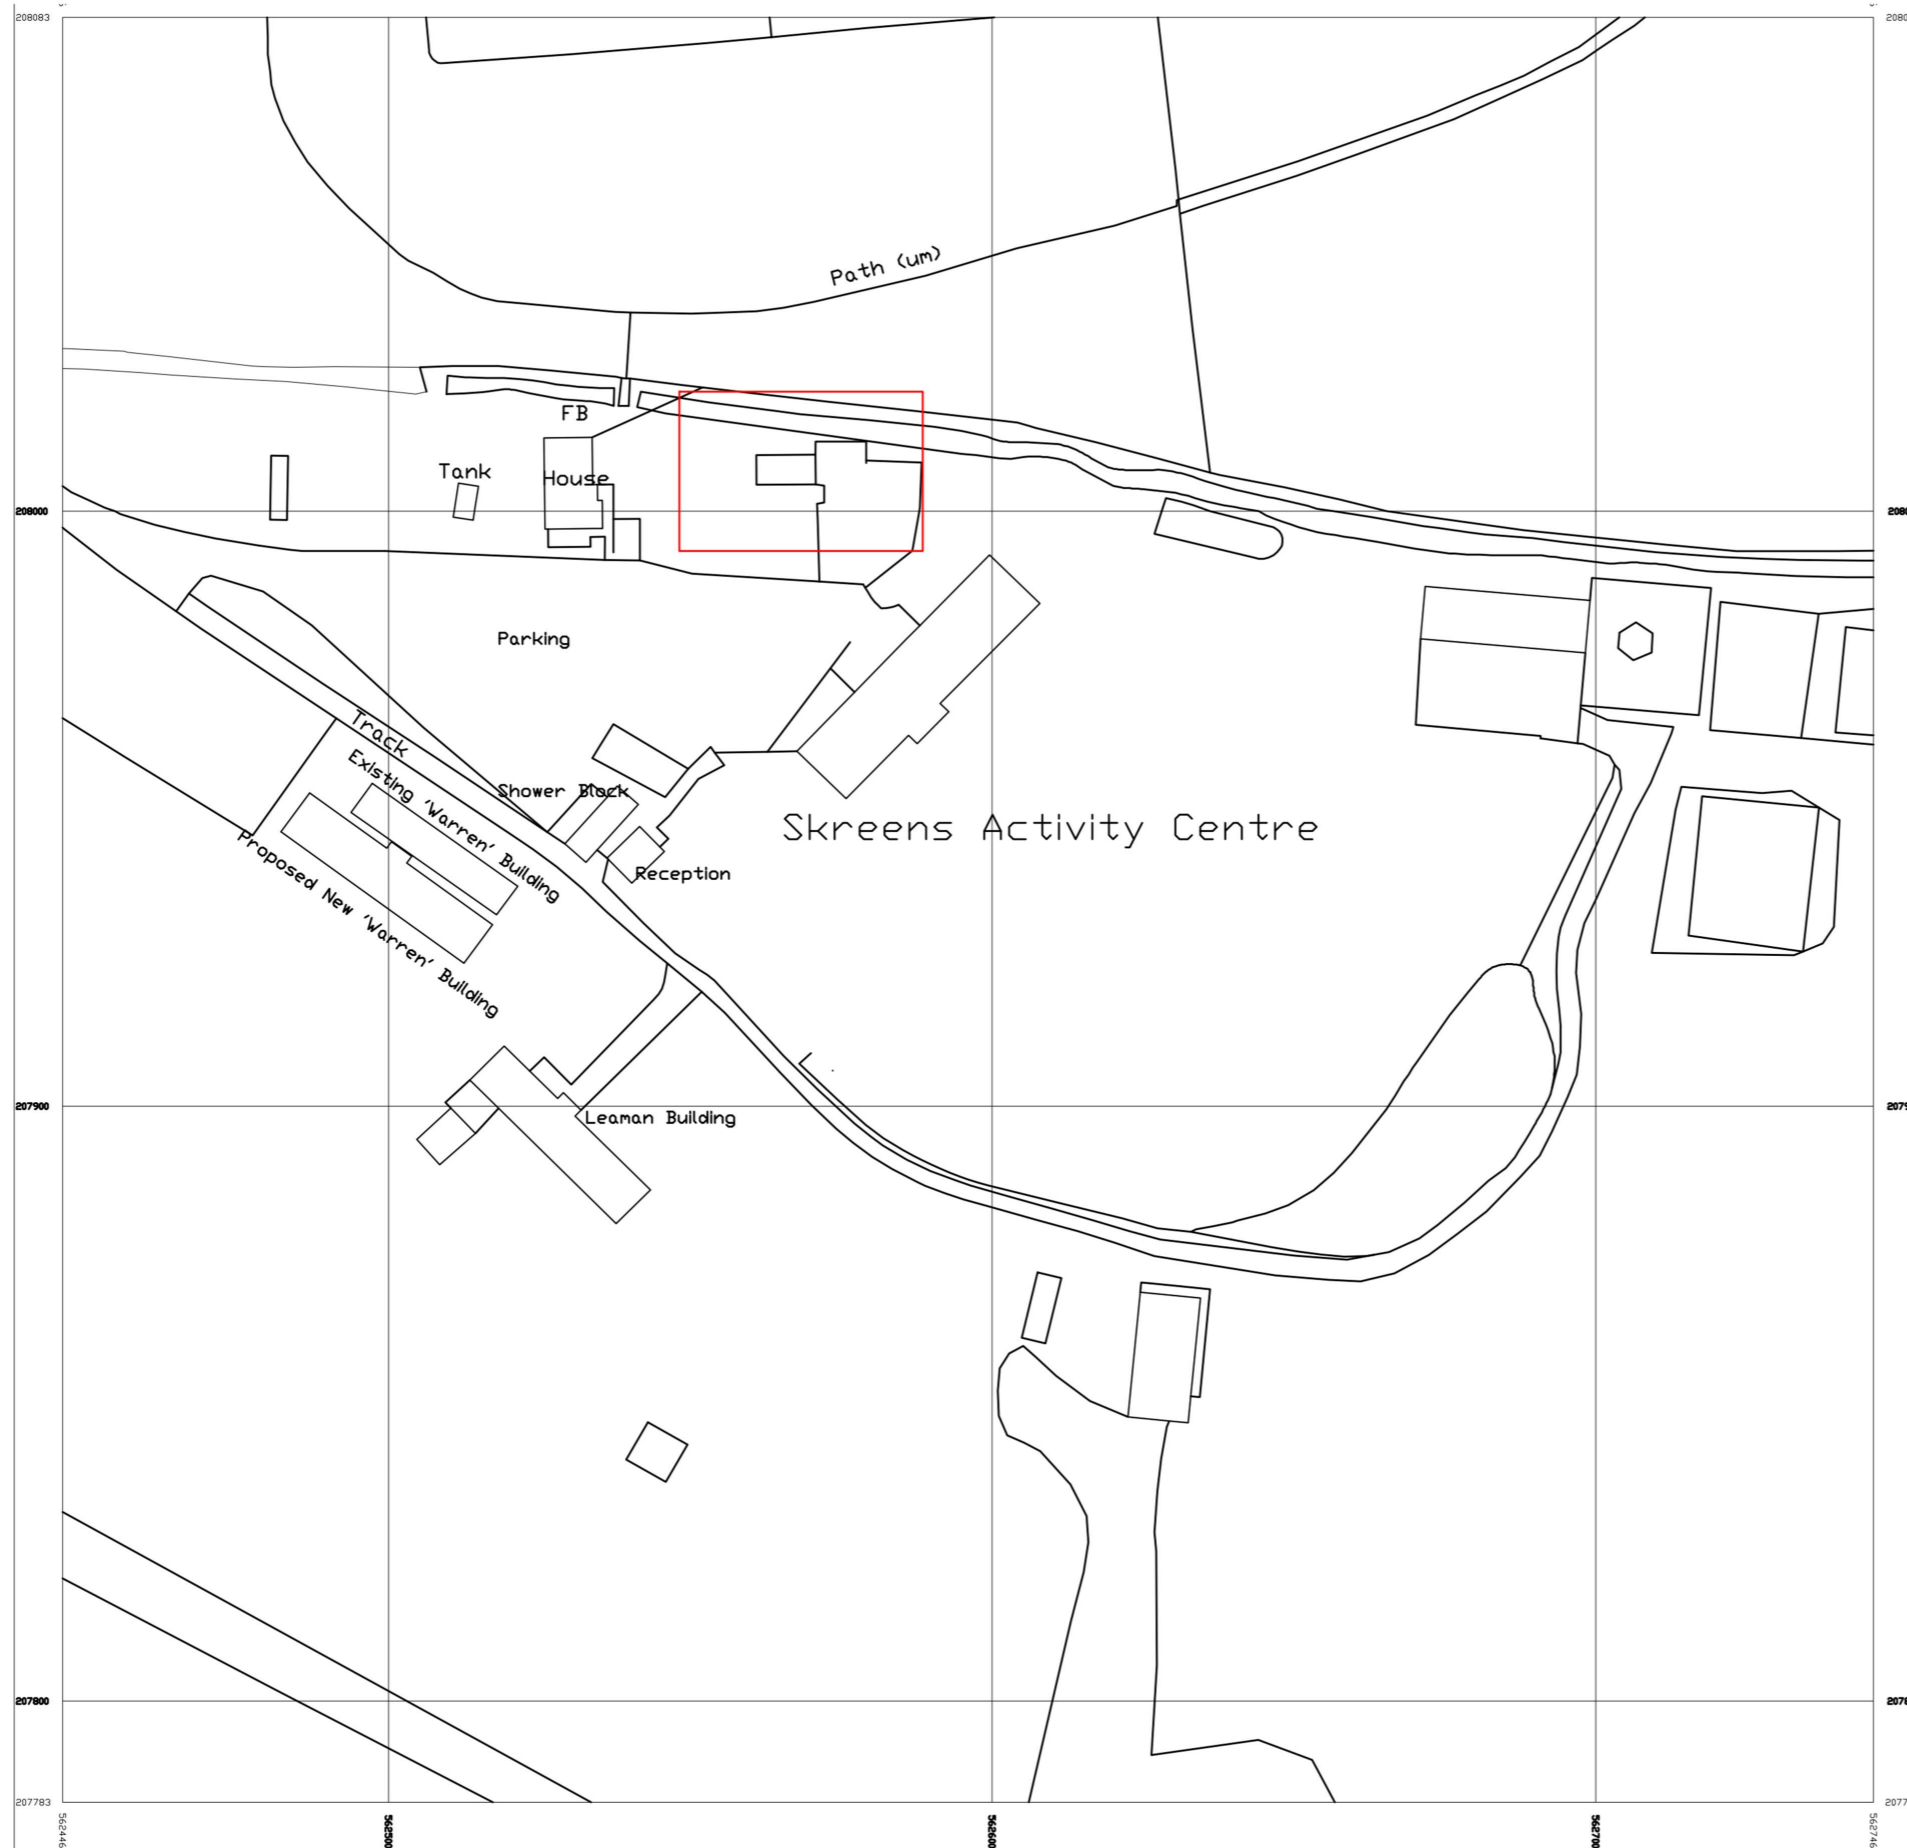 208083
Path (um)
FB
Tank
House
208000
Parking
Track
Existing 'Warren' Building
Shower Block
Skreens Activity Centre
Proposed New 'Warren' Building
Reception
207900
Leaman Building
207800
207783
562446
562500
562600
562700
562746